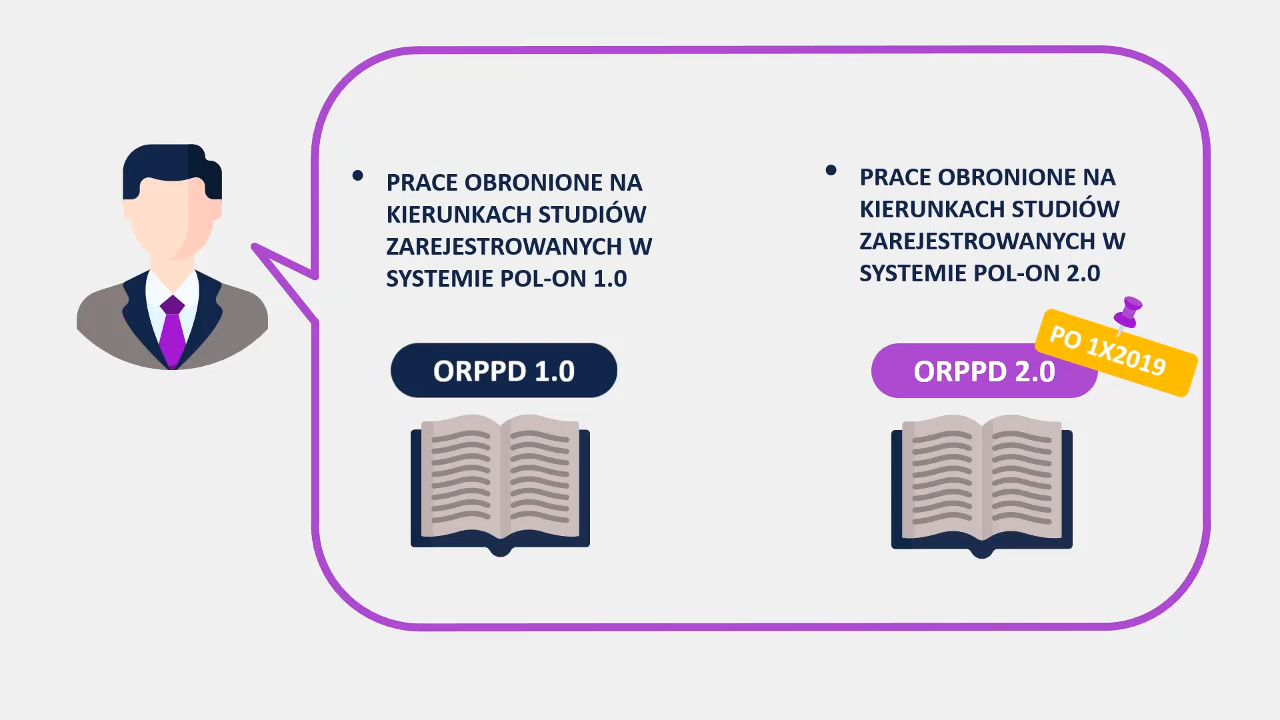 PRACE OBRONIONE NA
KIERUNKACH STUDIÓW
ZAREJESTROWANYCH W
SYSTEMIE POL-ON 1.0
ORPPD 1.0
PRACE OBRONIONE NA
KIERUNKACH STUDIÓW
ZAREJESTROWANYCH W
SYSTEMIE POL-ON 2.0
ORPPD 2.0
PO 1X2019